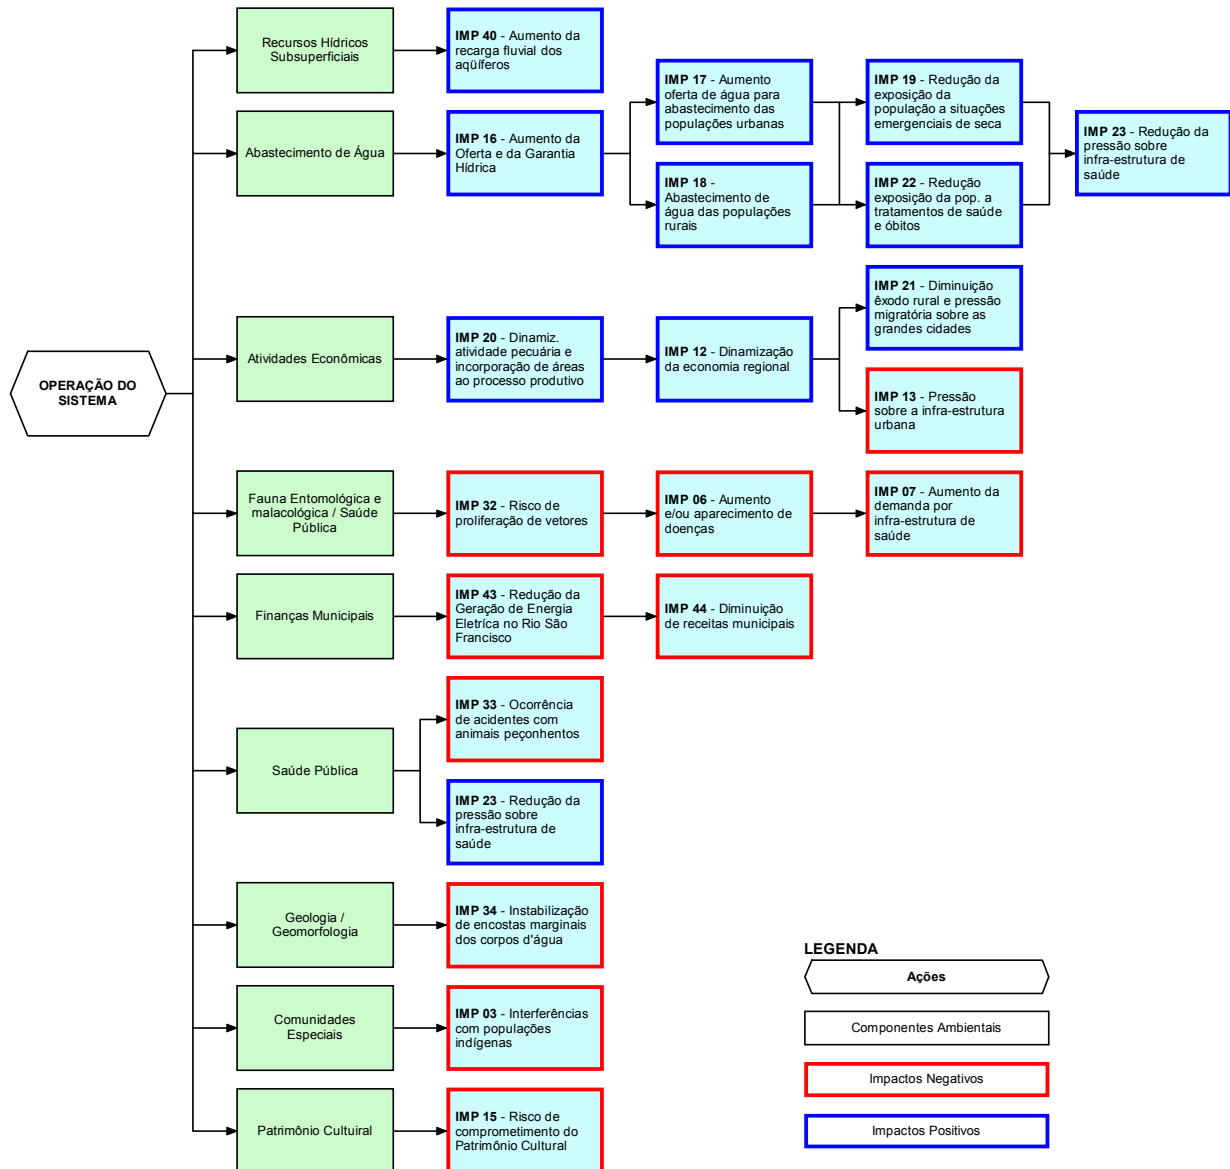 OPERAÇÃO DO
SISTEMA
Recursos Hídricos
Subsuperficiais
IMP 40 - Aumento da
recarga fluvial dos
aqüíferos
Abastecimento de Água
IMP 16 - Aumento da
Oferta e da Garantia
Hídrica
IMP 17 - Aumento
oferta de água para
abastecimento das
populações urbanas
IMP 18 -
Abastecimento de
água das populações
rurais
IMP 19 - Redução da
exposição da
população a situações
emergenciais de seca
IMP 22 - Redução
exposição da pop. a
tratamentos de saúde
e óbitos
IMP 23 - Redução da
pressão sobre
infra-estrutura de
saúde
Atividades Econômicas
IMP 20 - Dinamiz.
atividade pecuária e
incorporação de áreas
ao processo produtivo
IMP 12 - Dinamização
da economia regional
IMP 21 - Diminuição
êxodo rural e pressão
migratória sobre as
grandes cidades
IMP 13 - Pressão
sobre a infra-estrutura
urbana
Fauna Entomológica e
malacológica / Saúde
Pública
IMP 32 - Risco de
proliferação de vetores
IMP 06 - Aumento
e/ou aparecimento de
doenças
IMP 07 - Aumento da
demanda por
infra-estrutura de
saúde
Finanças Municipais
IMP 43 - Redução da
Geração de Energia
Eletríca no Rio São
Francisco
IMP 44 - Diminuição
de receitas municipais
Saúde Pública
IMP 33 - Ocorrência
de acidentes com
animais peçonhentos
IMP 23 - Redução da
pressão sobre
infra-estrutura de
saúde
Geologia /
Geomorfologia
IMP 34 - Instabilização
de encostas marginais
dos corpos d'água
Comunidades
Especiais
IMP 03 - Interferências
com populações
indígenas
Patrimônio Cultuiral
IMP 15 - Risco de
comprometimento do
Patrimônio Cultural
LEGENDA
Ações
Componentes Ambientais
Impactos Negativos
Impactos Positivos